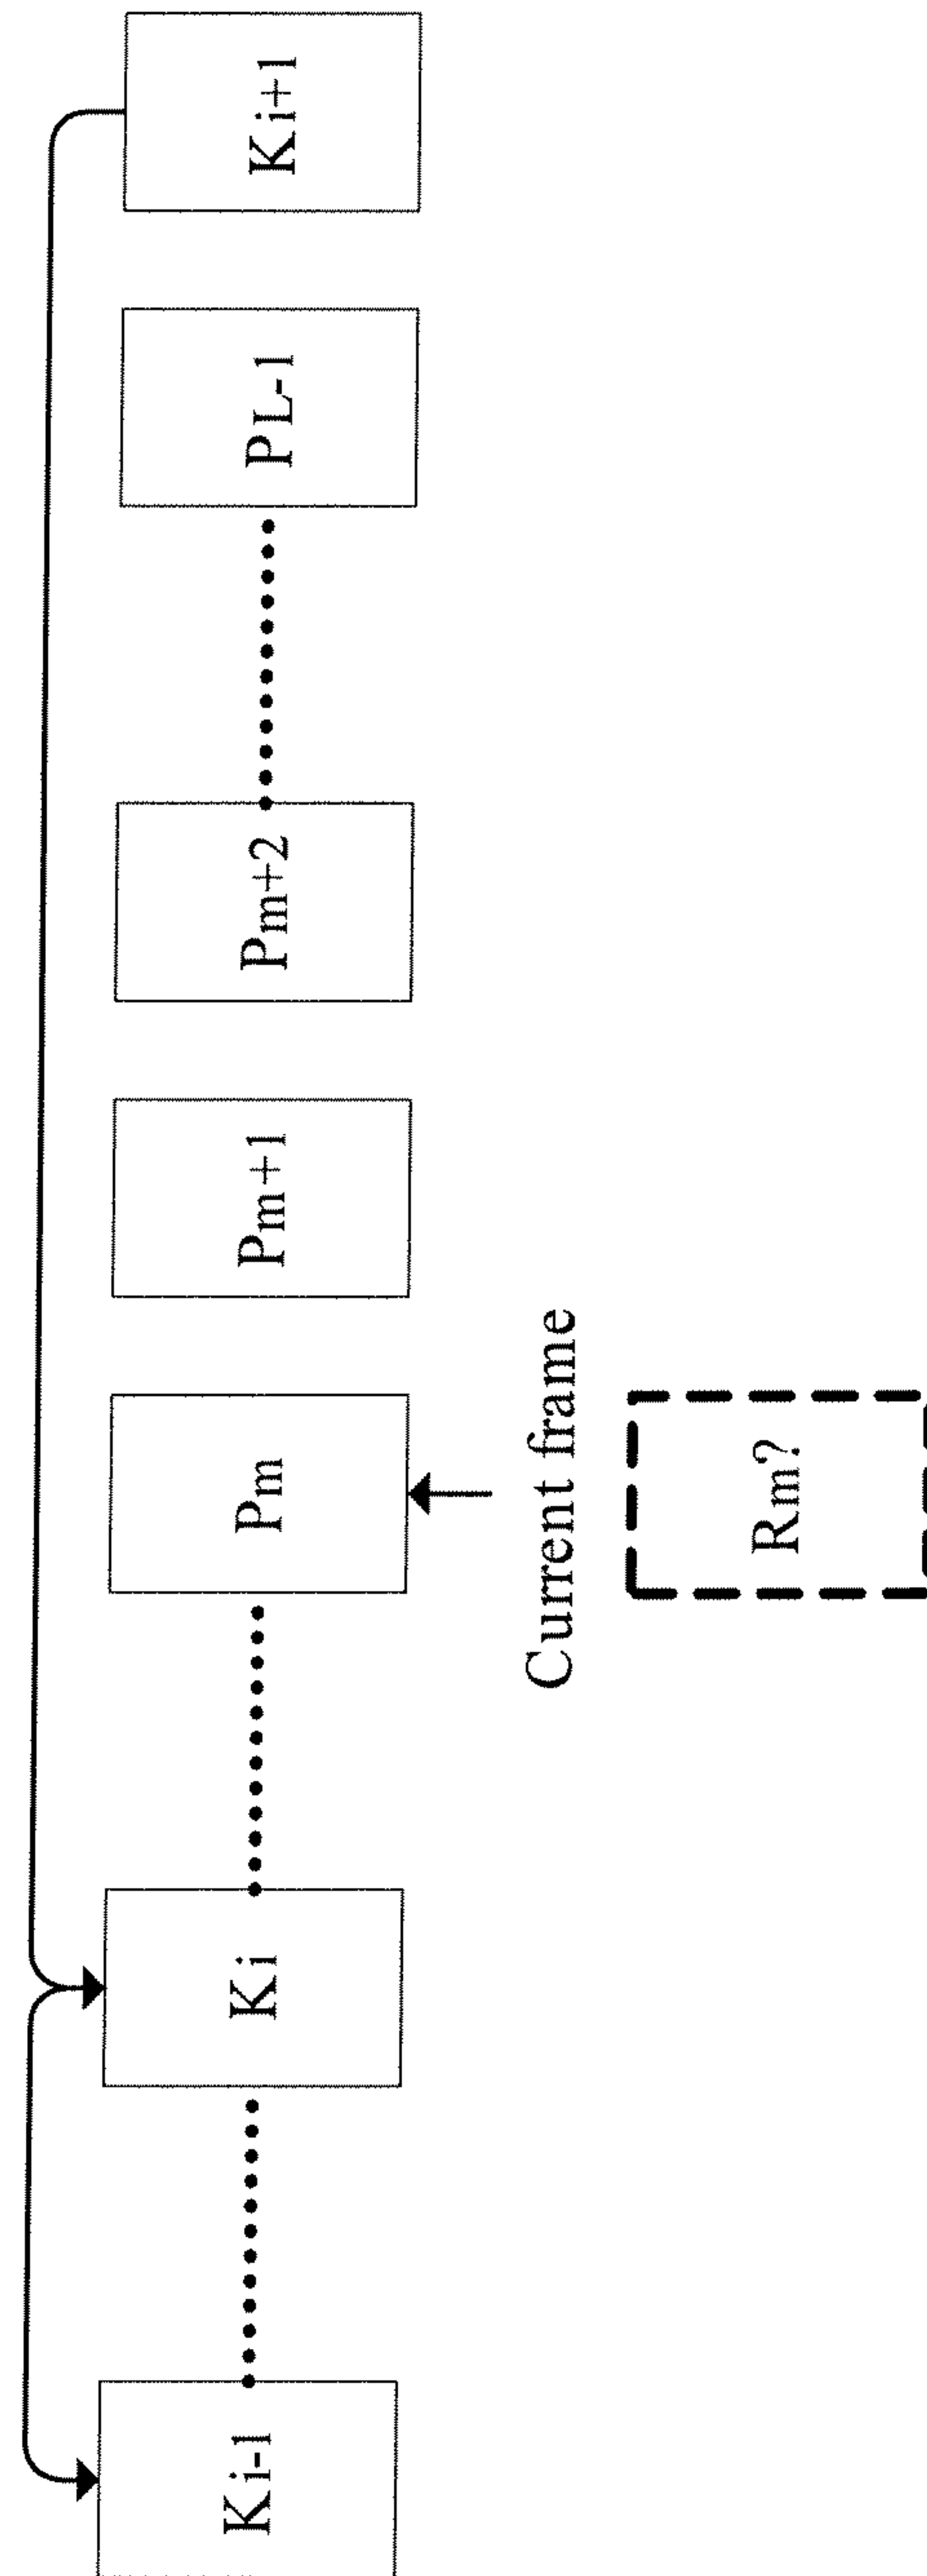 Ki-1
Ki
Pm
Pm+1
Pm+2
PL-1
Ki+1
Current frame
Rm?